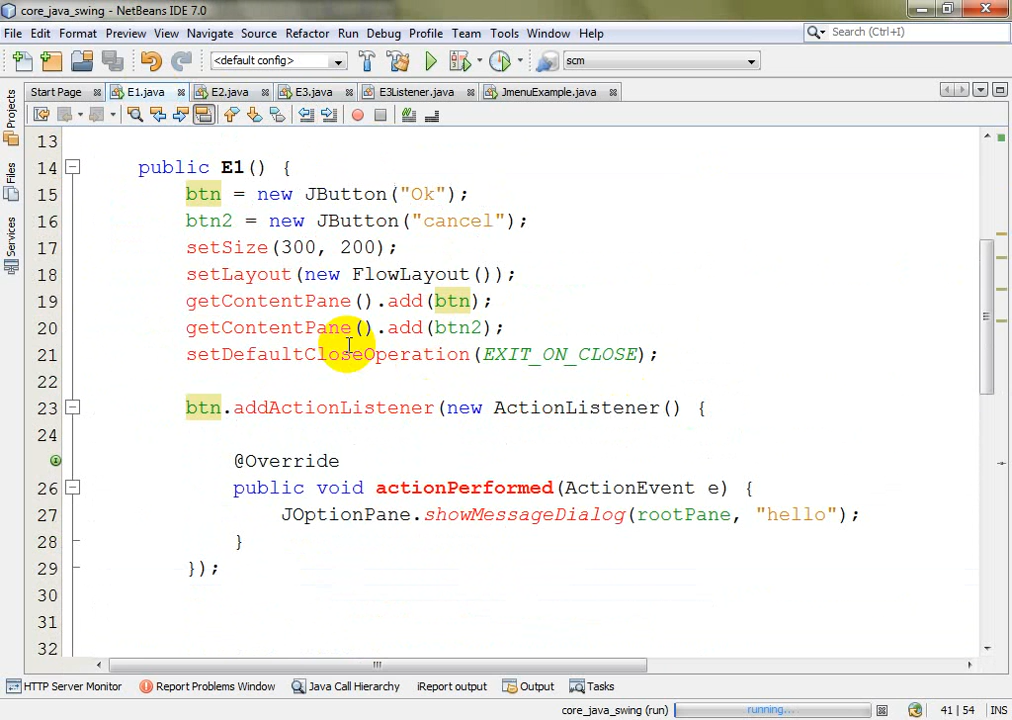 core_java_swing - NetBeans IDE 7.0
File Edit Format Preview View Navigate Source Refactor Run Debug Profile Team Tools Window Help
Search (Ctrl+I)
<default config>
scm
Start Page E1.java E2.java E3.java E3Listener.java JmenuExample.java
Projects
Files
Services
13
14 public E1() {
15 btn = new JButton("Ok");
16 btn2 = new JButton("cancel");
17 setSize(300, 200);
18 setLayout(new FlowLayout());
19 getContentPane().add(btn);
20 getContentPane().add(btn2);
21 setDefaultCloseOperation(EXIT_ON_CLOSE);
22
23 btn.addActionListener(new ActionListener() {
24
@Override
26 public void actionPerformed(ActionEvent e) {
27 JOptionPane.showMessageDialog(rootPane, "hello");
28 }
29 });
30
31
32
HTTP Server Monitor Report Problems Window Java Call Hierarchy iReport output Output Tasks
core_java_swing (run) running... 41 | 54 INS